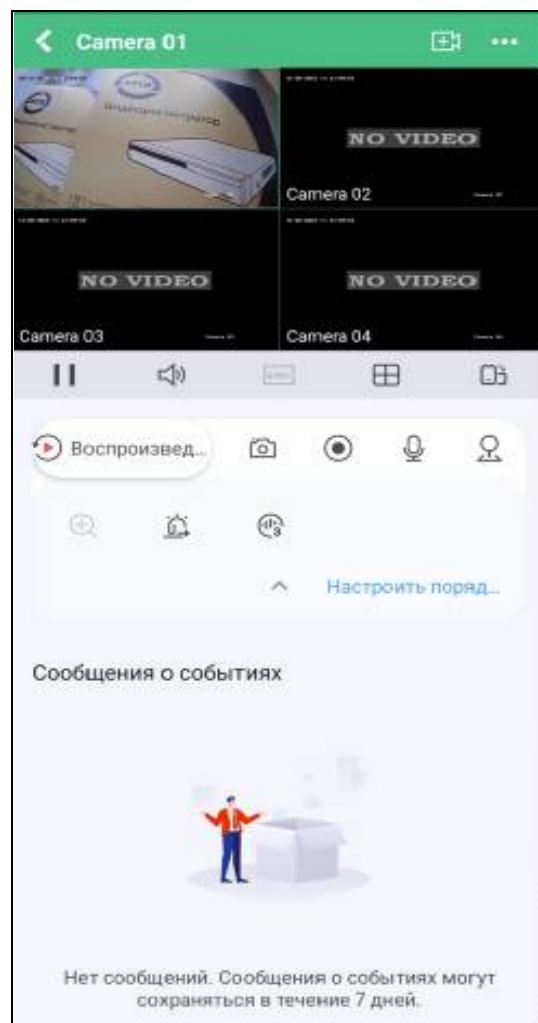 Camera 01
NO VIDEO
Camera 02
NO VIDEO
Camera 03
NO VIDEO
Camera 04
Воспроизвед...
Настроить поряд...
Сообщения о событиях
Нет сообщений. Сообщения о событиях могут
сохраняться в течение 7 дней.